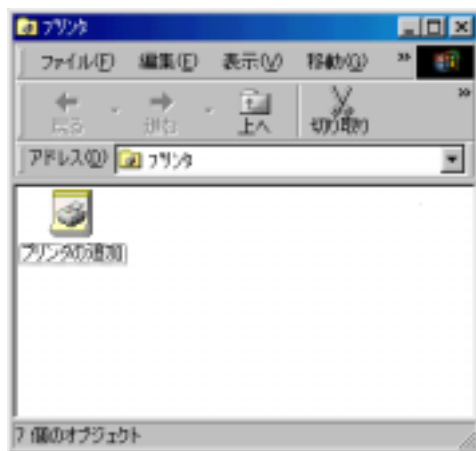 プリンタ
ファイル(F) 編集(E) 表示(V) 移動(G) »
戻る 進む 上へ 切り取り »
アドレス(D) プリンタ
プリンタの追加
7 個のオブジェクト